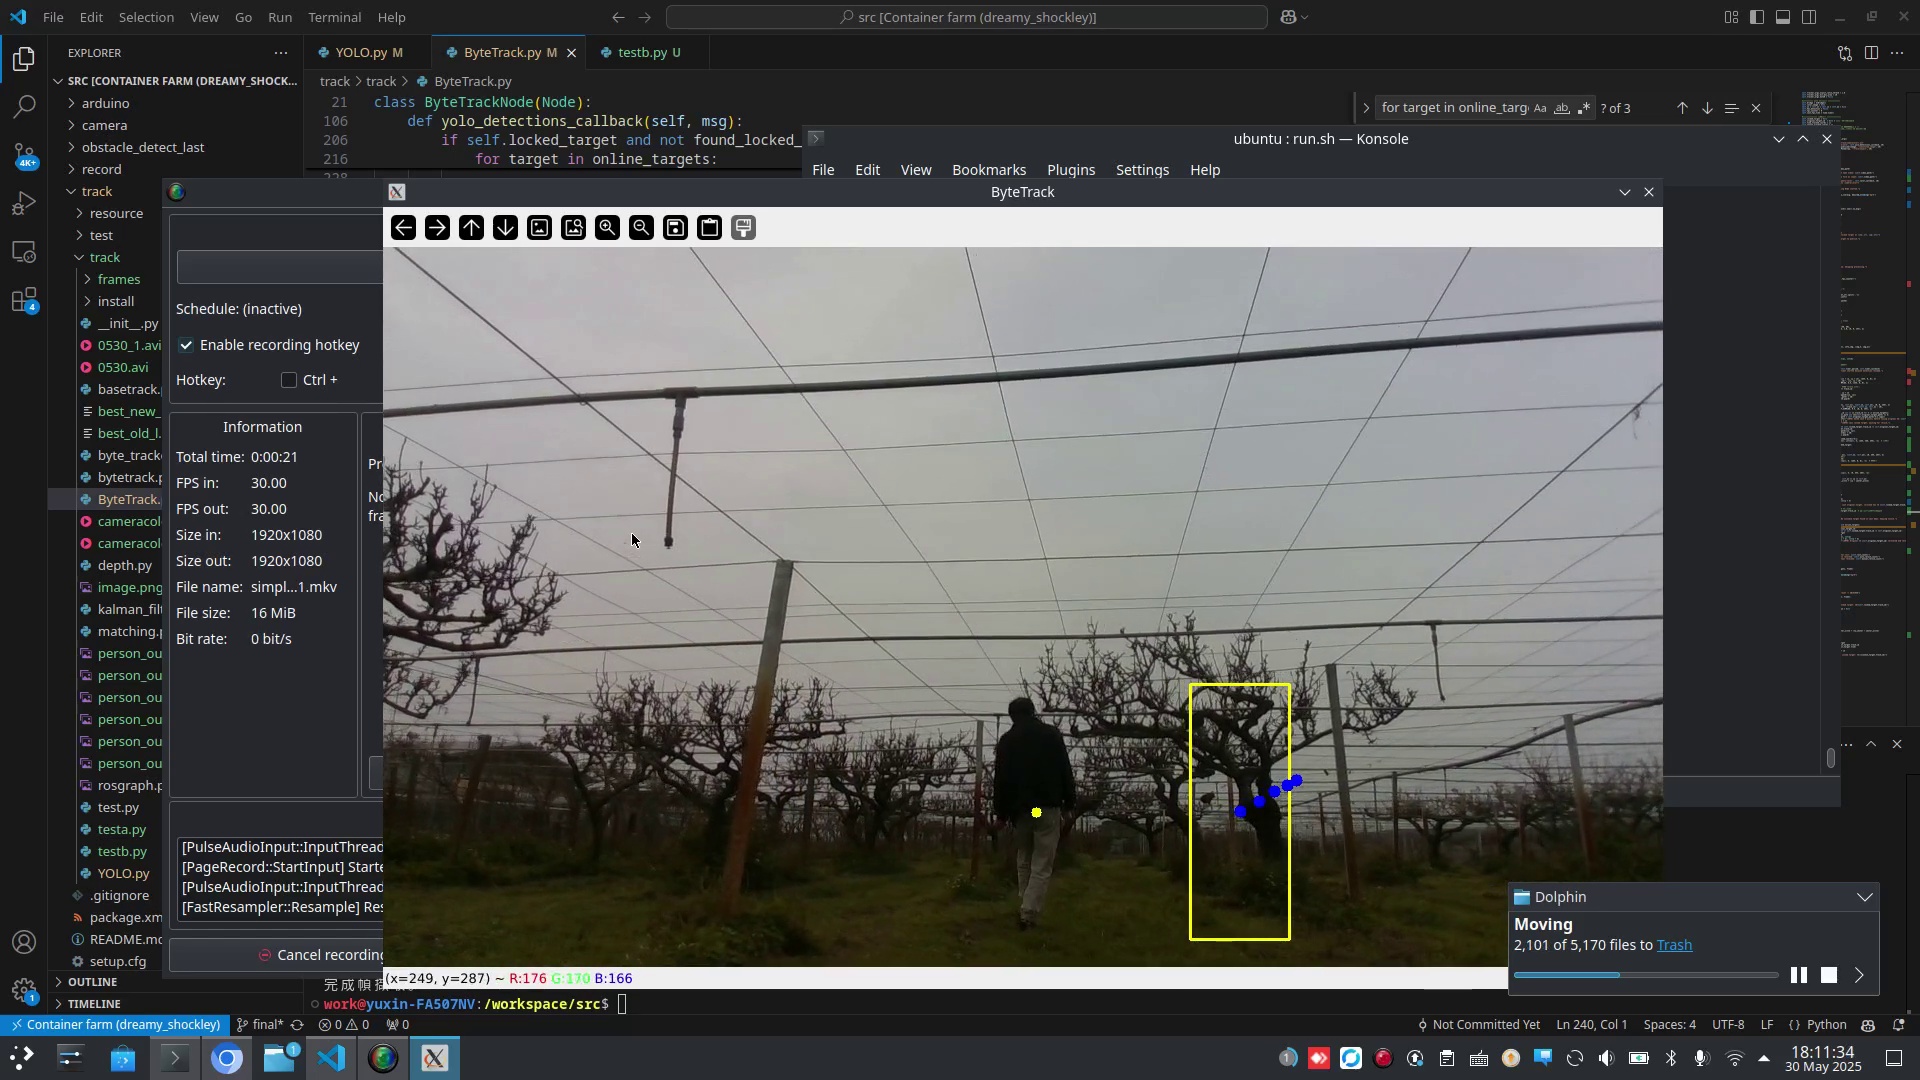 File Edit Selection View Go Run Terminal Help
src [Container farm (dreamy_shockley)]
EXPLORER
YOLO.py M
ByteTrack.py M
testb.py U
SRC [CONTAINER FARM (DREAMY_SHOCK...
arduino
camera
obstacle_detect_last
4K+
record
track
resource
test
track
frames
install
4
__init__.py
0530_1.avi
0530.avi
basetrack.
best_new_
best_old_l.
byte_track
bytetrack.p
ByteTrack.
cameracol
cameracol
depth.py
image.png
kalman_filt
matching.p
person_ou
person_ou
person_ou
person_ou
person_ou
person_ou
rosgraph.p
test.py
testa.py
testb.py
YOLO.py
.gitignore
package.xm
README.md
setup.cfg
OUTLINE
TIMELINE
1
track > track > ByteTrack.py
21 class ByteTrackNode(Node):
106 def yolo_detections_callback(self, msg):
206 if self.locked_target and not found_locked_
216 for target in online_targets:
228
for target in online_targ
Aa ab .*
? of 3
ubuntu : run.sh — Konsole
File Edit View Bookmarks Plugins Settings Help
ByteTrack
Schedule: (inactive)
Enable recording hotkey
Hotkey: Ctrl +
Information
Total time: 0:00:21
FPS in: 30.00
FPS out: 30.00
Size in: 1920x1080
Size out: 1920x1080
File name: simpl...1.mkv
File size: 16 MiB
Bit rate: 0 bit/s
[PulseAudioInput::InputThread
[PageRecord::StartInput] Starte
[PulseAudioInput::InputThread
[FastResampler::Resample] Res
Cancel recording
(x=249, y=287) ~ R:176 G:170 B:166
Dolphin
Moving
2,101 of 5,170 files to Trash
work@yuxin-FA507NV:/workspace/src$
Container farm (dreamy_shockley)
final*
0 0
0
Not Committed Yet
Ln 240, Col 1
Spaces: 4
UTF-8
LF
{} Python
1
1
18:11:34
30 May 2025